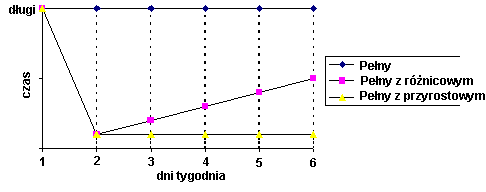 długi
czas
1 2 3 4 5 6
dni tygodnia
Pełny
Pełny z różnicowym
Pełny z przyrostowym